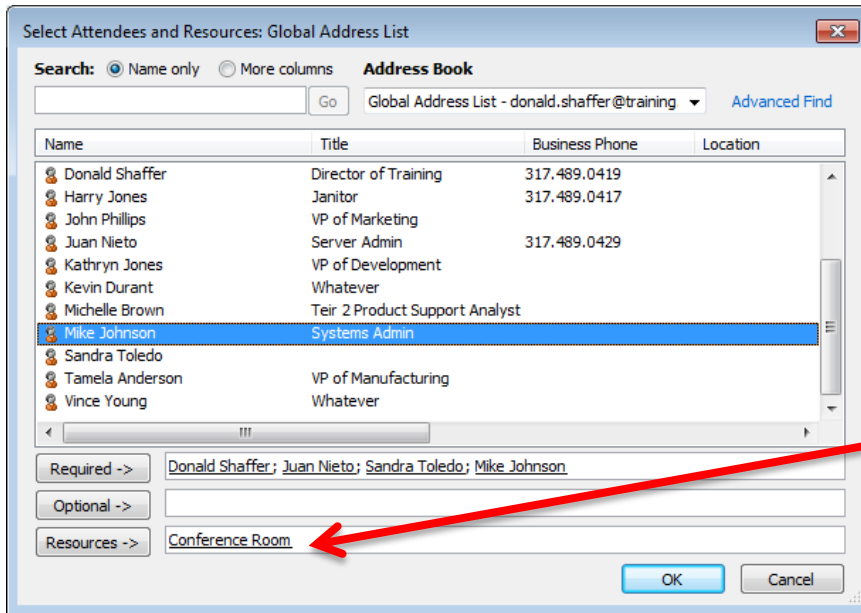 Select Attendees and Resources: Global Address List
Search: Name only More columns Address Book
Go Global Address List - donald.shaffer@training Advanced Find
Name Title Business Phone Location
Donald Shaffer Director of Training 317.489.0419
Harry Jones Janitor 317.489.0417
John Phillips VP of Marketing
Juan Nieto Server Admin 317.489.0429
Kathryn Jones VP of Development
Kevin Durant Whatever
Michelle Brown Teir 2 Product Support Analyst
Mike Johnson Systems Admin
Sandra Toledo
Tamela Anderson VP of Manufacturing
Vince Young Whatever
Required -> Donald Shaffer; Juan Nieto; Sandra Toledo; Mike Johnson
Optional ->
Resources -> Conference Room
OK Cancel